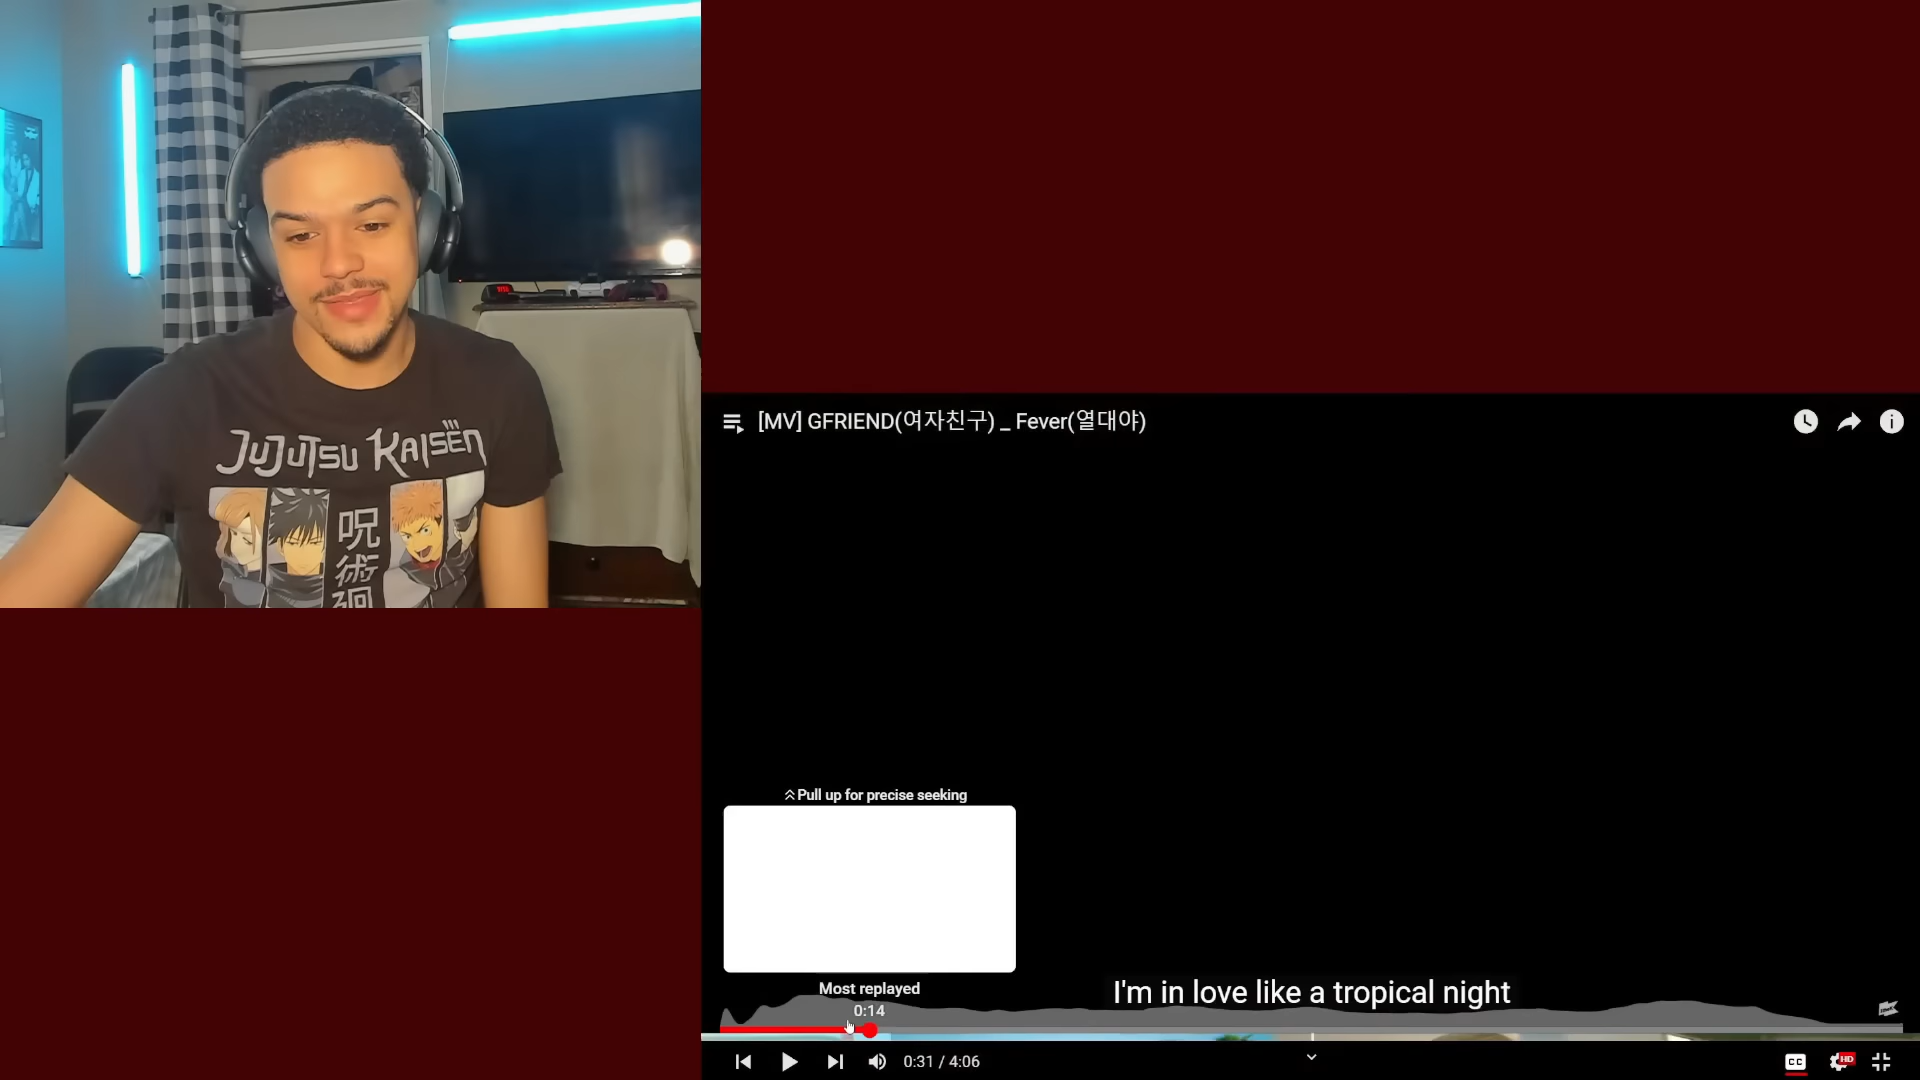 JUJUTSU KAISEN
呪
術
廻
[MV] GFRIEND(여자친구) _ Fever(열대야)
Pull up for precise seeking
Most replayed
0:14
I'm in love like a tropical night
0:31 / 4:06
CC
HD